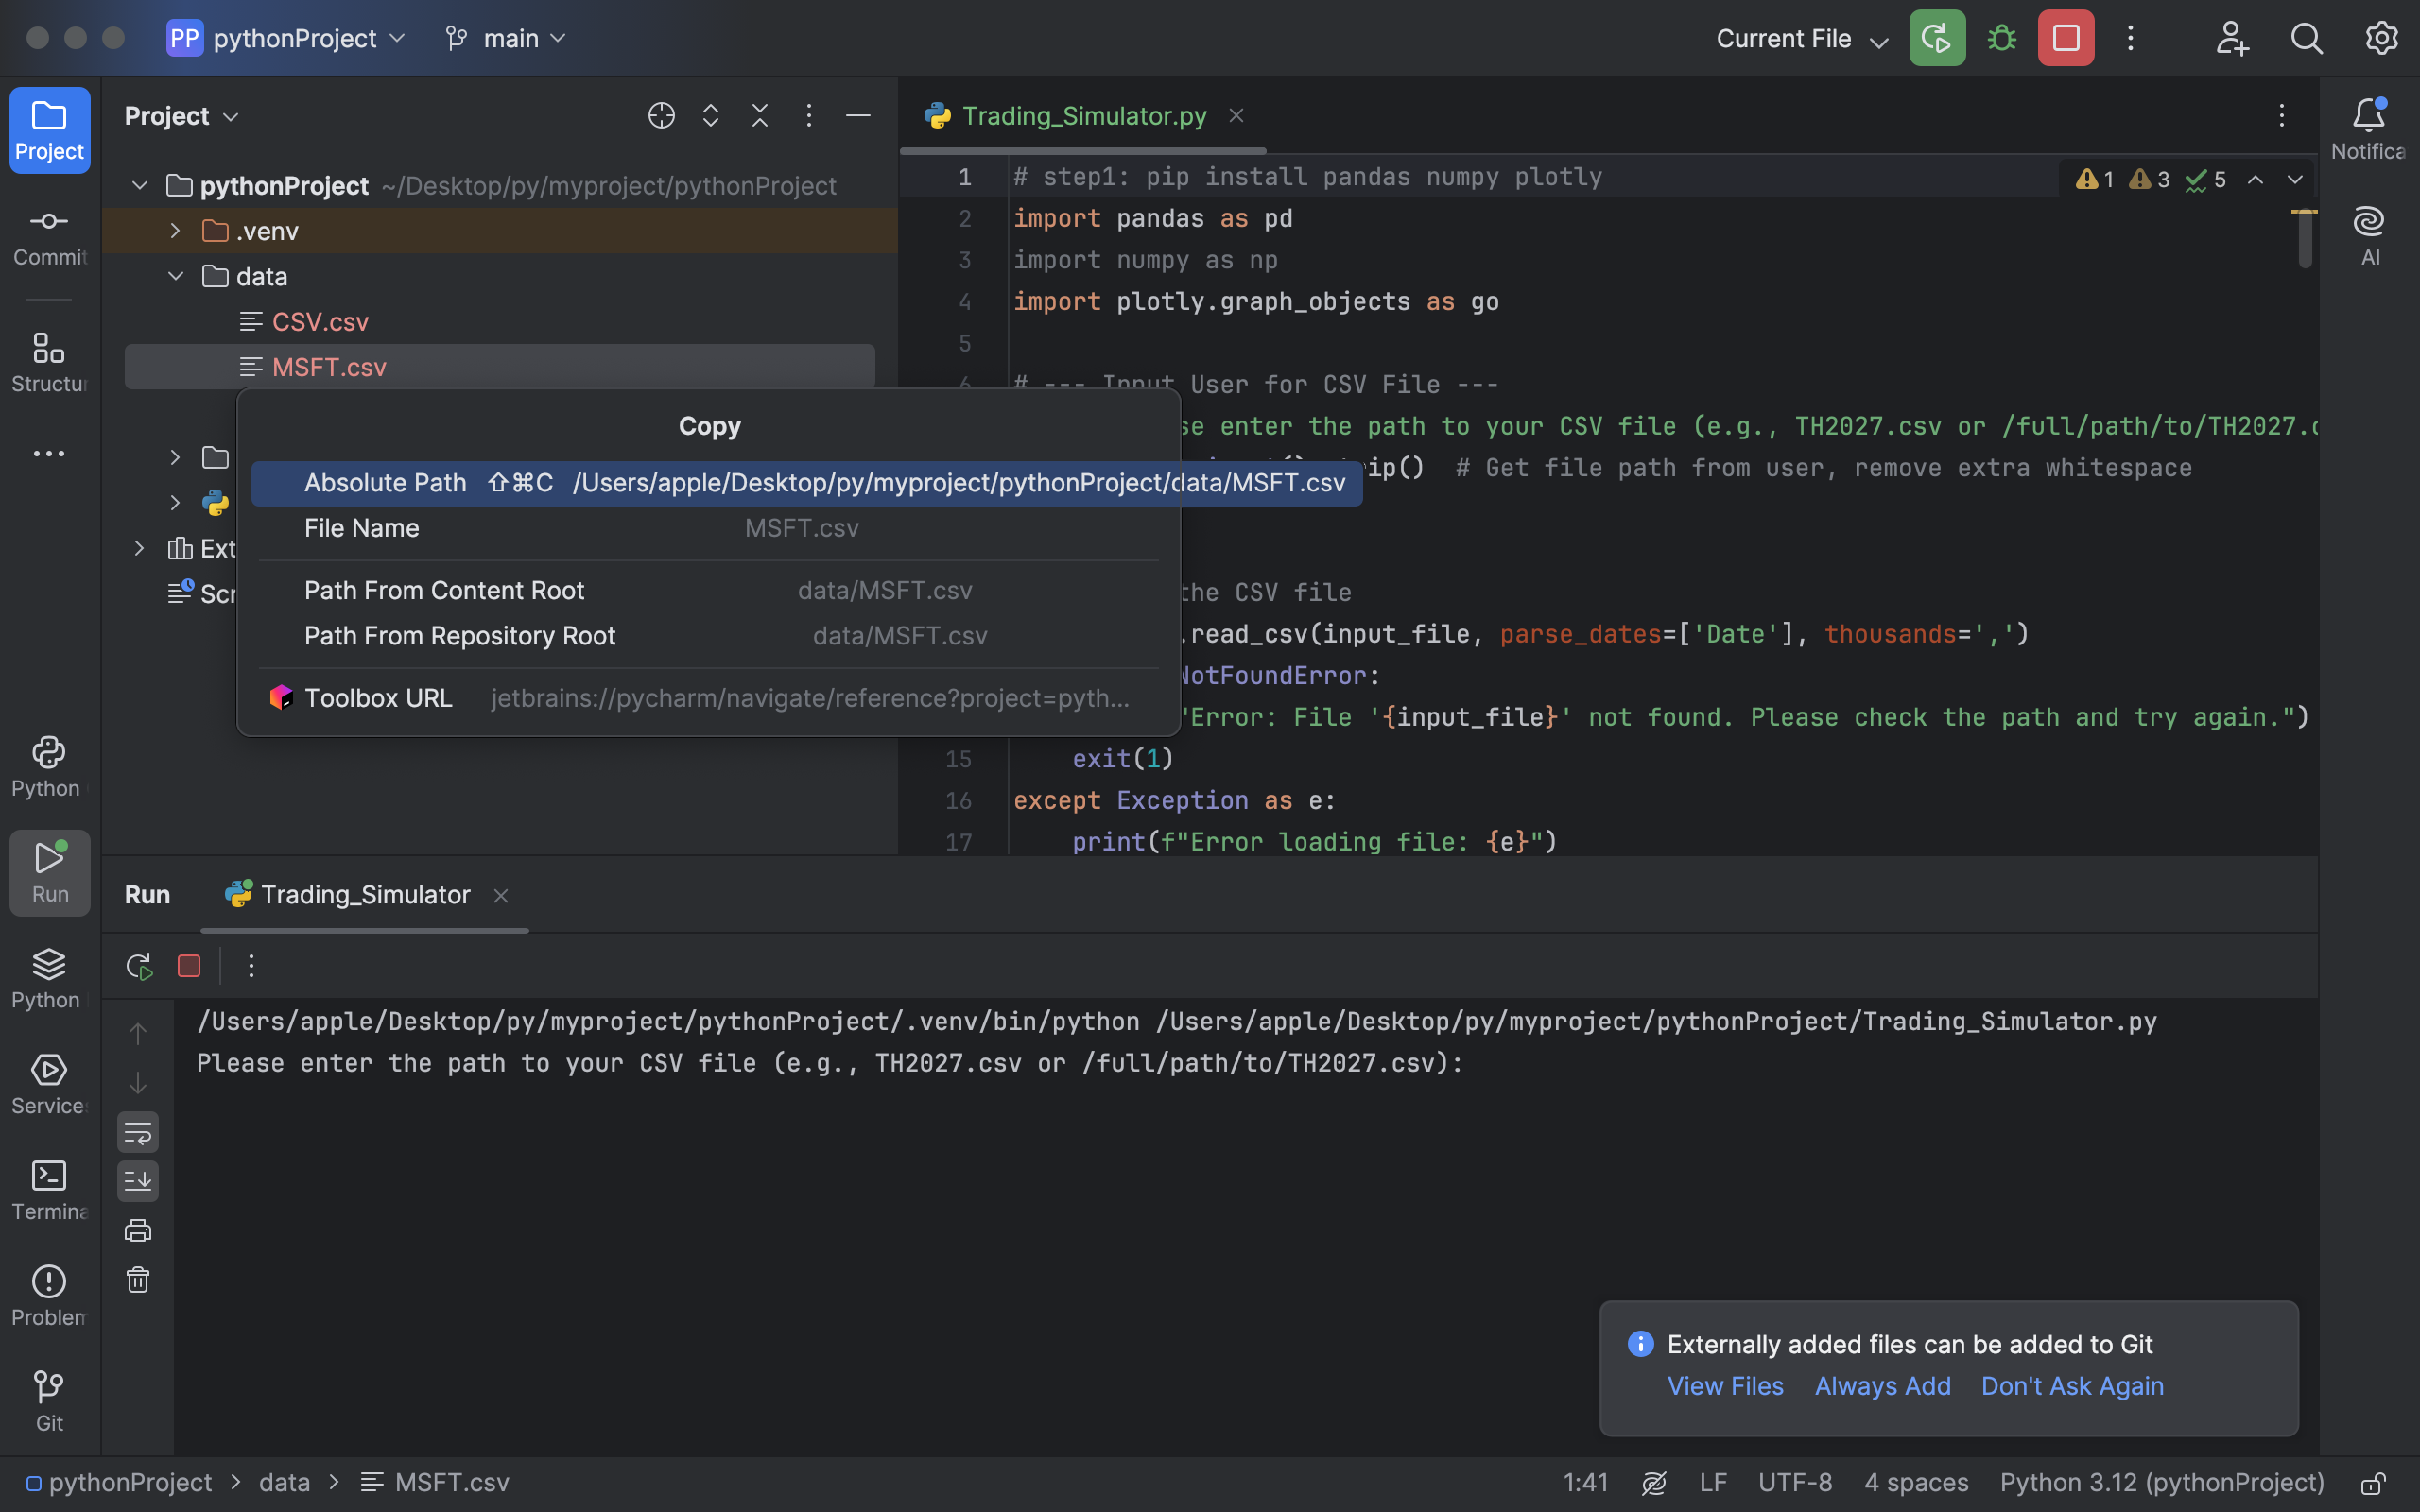 PP pythonProject main Current File
Project
Commit
Structur
Python
Run
Python
Service
Termina
Problem
Git
Project
pythonProject ~/Desktop/py/myproject/pythonProject
.venv
data
CSV.csv
MSFT.csv
Ext
Scr
Copy
Absolute Path ⇧⌘C /Users/apple/Desktop/py/myproject/pythonProject/data/MSFT.csv
File Name MSFT.csv
Path From Content Root data/MSFT.csv
Path From Repository Root data/MSFT.csv
Toolbox URL jetbrains://pycharm/navigate/reference?project=pyth...
Trading_Simulator.py
1 3 5
1 # step1: pip install pandas numpy plotly
2 import pandas as pd
3 import numpy as np
4 import plotly.graph_objects as go
5
6 # --- Input User for CSV File ---
se enter the path to your CSV file (e.g., TH2027.csv or /full/path/to/TH2027.c
rip() # Get file path from user, remove extra whitespace
the CSV file
.read_csv(input_file, parse_dates=['Date'], thousands=',')
NotFoundError:
"Error: File '{input_file}' not found. Please check the path and try again.")
15 exit(1)
16 except Exception as e:
17 print(f"Error loading file: {e}")
Notifica
AI
Run Trading_Simulator
/Users/apple/Desktop/py/myproject/pythonProject/.venv/bin/python /Users/apple/Desktop/py/myproject/pythonProject/Trading_Simulator.py
Please enter the path to your CSV file (e.g., TH2027.csv or /full/path/to/TH2027.csv):
Externally added files can be added to Git
View Files Always Add Don't Ask Again
pythonProject > data > MSFT.csv 1:41 LF UTF-8 4 spaces Python 3.12 (pythonProject)